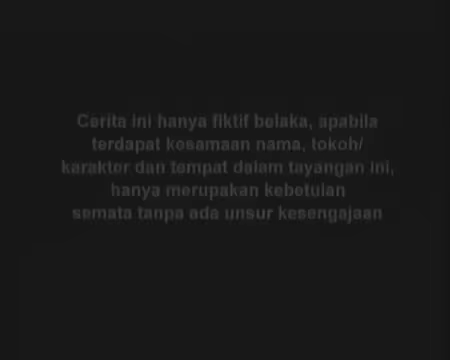 Cerita ini hanya fiktif belaka, apabila
terdapat kesamaan nama, tokoh/
karakter dan tempat dalam tayangan ini,
hanya merupakan kebetulan
semata tanpa ada unsur kesengajaan